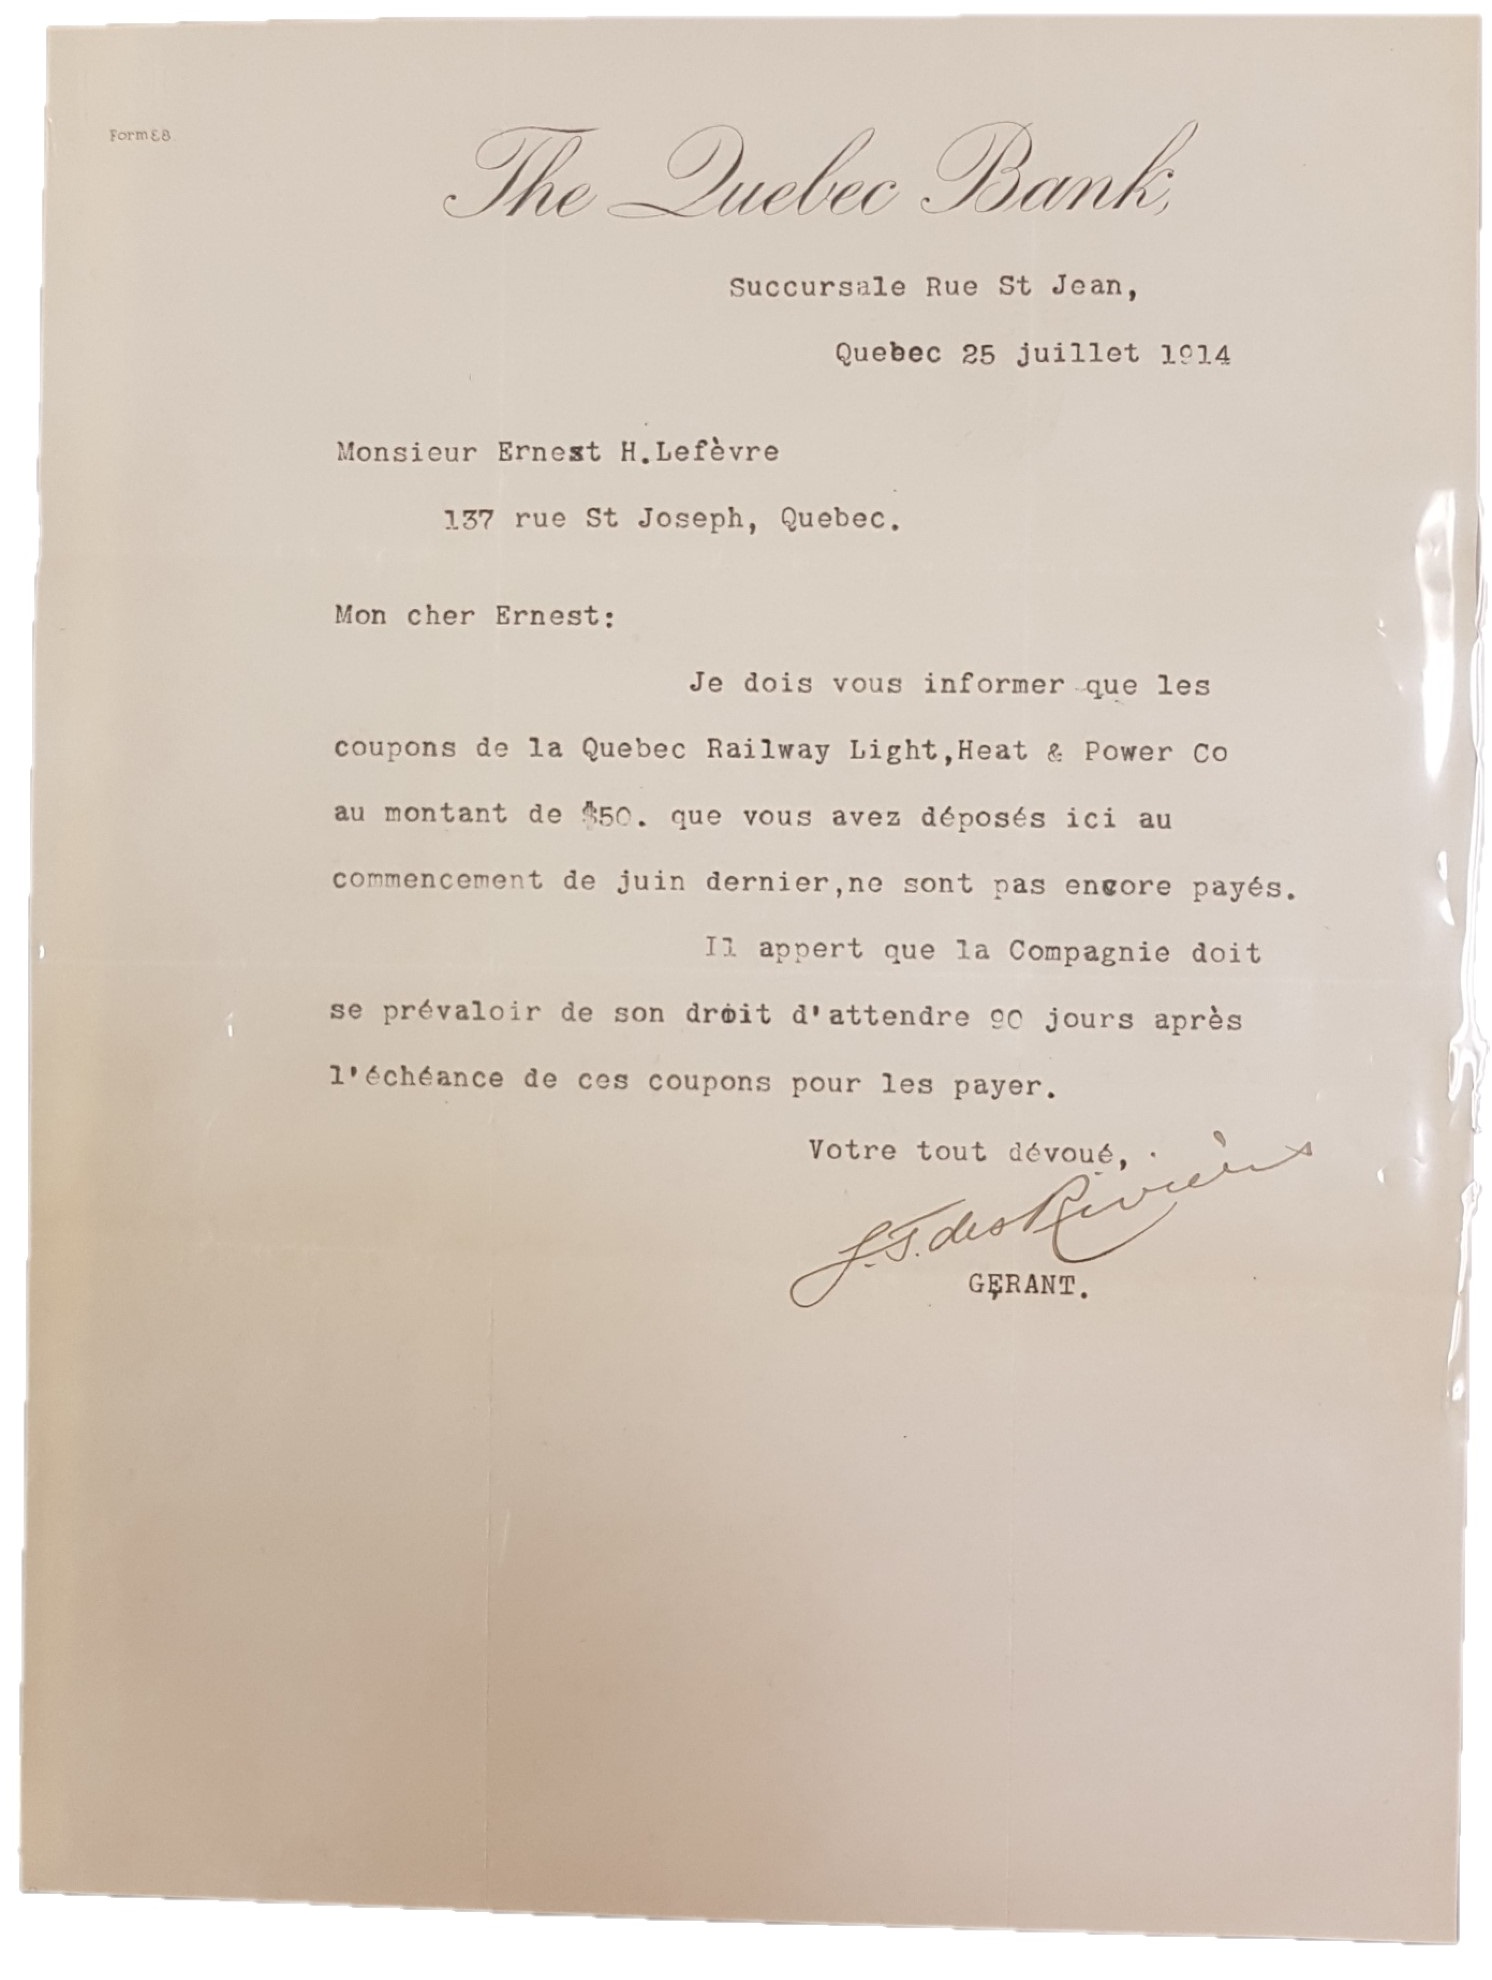 Form 88
The Quebec Bank,
Succursale Rue St Jean,
Quebec 25 juillet 1914
Monsieur Ernest H.Lefèvre
137 rue St Joseph, Quebec.
Mon cher Ernest:
Je dois vous informer que les
coupons de la Quebec Railway Light,Heat & Power Co
au montant de $50. que vous avez déposés ici au
commencement de juin dernier,ne sont pas encore payés.
Il appert que la Compagnie doit
se prévaloir de son droit d'attendre 90 jours après
l'échéance de ces coupons pour les payer.
Votre tout dévoué,
J.F. des Rivières
GERANT.